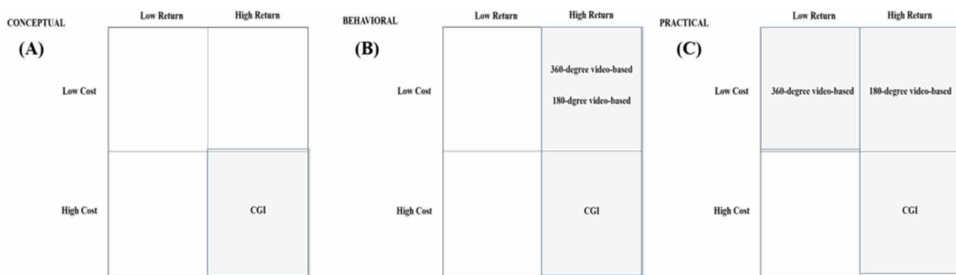 CONCEPTUAL
Low Return High Return
(A)
Low Cost
High Cost
CGI
BEHAVIORAL
Low Return High Return
(B)
360-degree video-based
Low Cost
180-dgree video-based
High Cost
CGI
PRACTICAL
Low Return High Return
(C)
Low Cost
360-degree video-based 180-degree video-based
High Cost
CGI